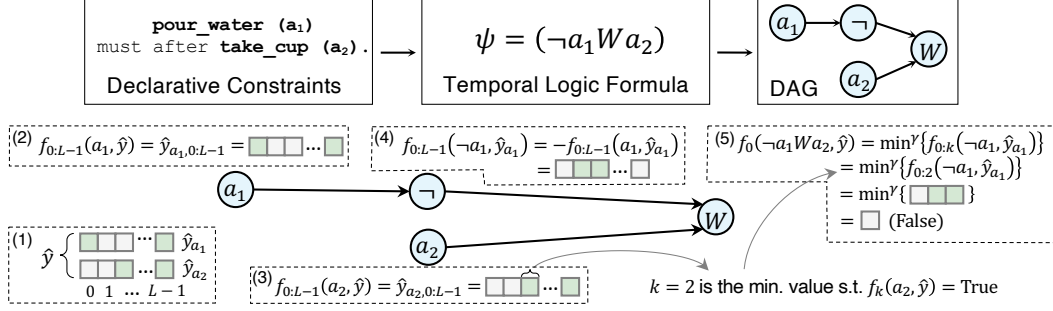 pour_water (a₁)
must after take_cup (a₂).
Declarative Constraints
ψ = (¬a₁Wa₂)
Temporal Logic Formula
a₁
¬
W
a₂
DAG
(2) f₀:L−1(a₁, ŷ) = ŷa₁,0:L−1 = ...
(4) f₀:L−1(¬a₁, ŷa₁) = −f₀:L−1(a₁, ŷa₁)
= ...
(5) f₀(¬a₁Wa₂, ŷ) = minγ{f₀:k(¬a₁, ŷa₁)}
= minγ{f₀:2(¬a₁, ŷa₁)}
= minγ{ }
= (False)
a₁
¬
W
a₂
(1)
ŷ { ... ŷa₁
... ŷa₂
0 1 ... L − 1
(3) f₀:L−1(a₂, ŷ) = ŷa₂,0:L−1 = ...
k = 2 is the min. value s.t. fk(a₂, ŷ) = True